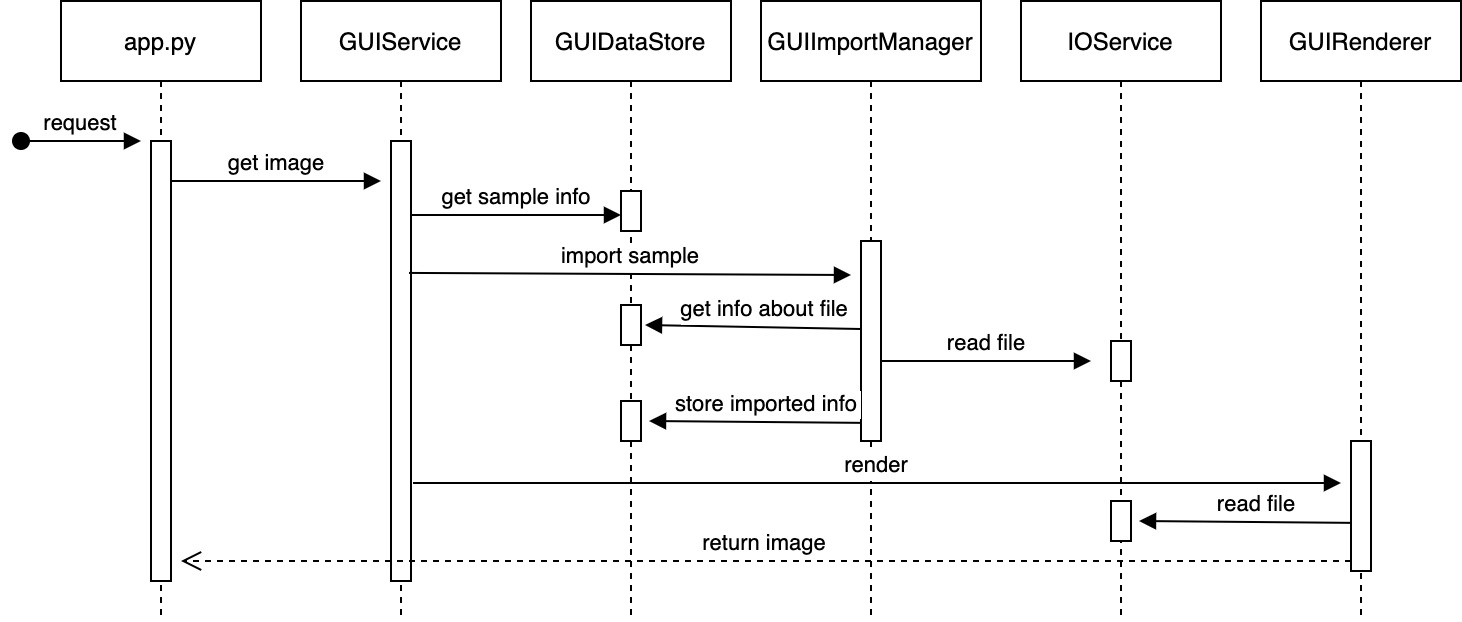 app.py
GUIService
GUIDataStore
GUIImportManager
IOService
GUIRenderer
request
get image
get sample info
import sample
get info about file
read file
store imported info
render
read file
return image